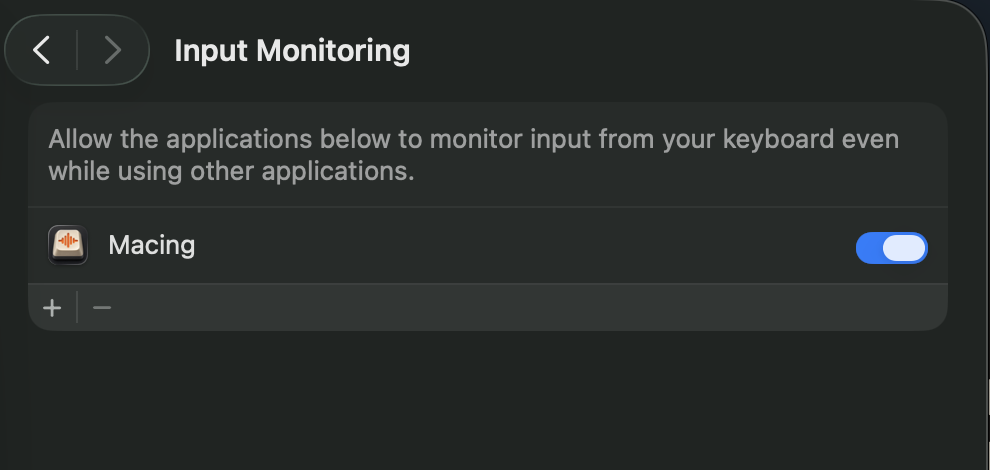 Input Monitoring
Allow the applications below to monitor input from your keyboard even
while using other applications.
Macing